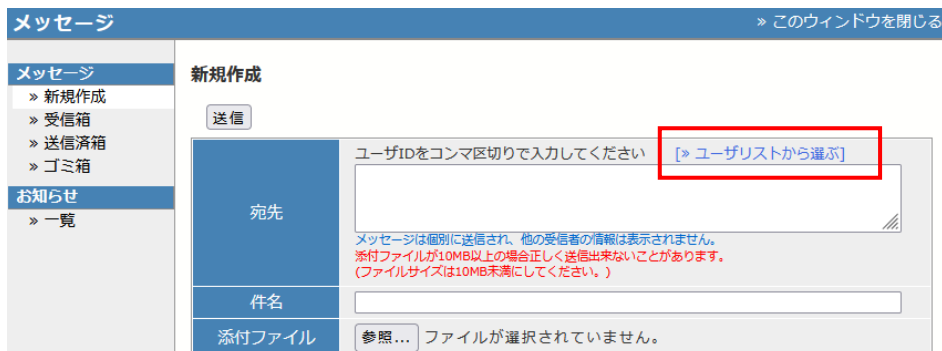 メッセージ
» このウィンドウを閉じる
メッセージ
» 新規作成
» 受信箱
» 送信済箱
» ゴミ箱
お知らせ
» 一覧
新規作成
送信
宛先
ユーザIDをコンマ区切りで入力してください [» ユーザリストから選ぶ]
メッセージは個別に送信され、他の受信者の情報は表示されません。
添付ファイルが10MB以上の場合正しく送信出来ないことがあります。
(ファイルサイズは10MB未満にしてください。)
件名
添付ファイル
参照... ファイルが選択されていません。